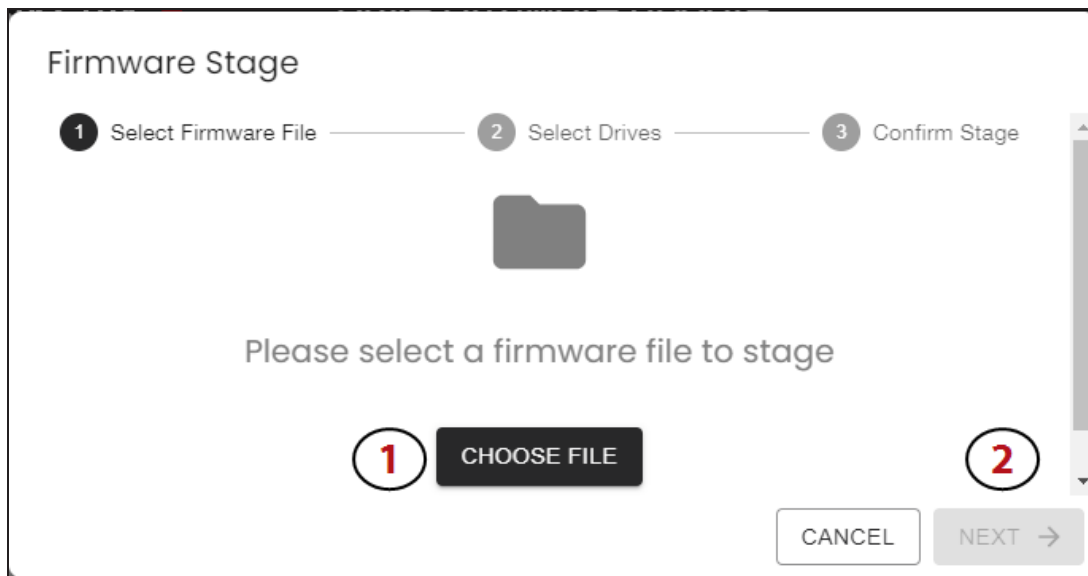 Firmware Stage
1 Select Firmware File 2 Select Drives 3 Confirm Stage
Please select a firmware file to stage
1 CHOOSE FILE 2
CANCEL NEXT